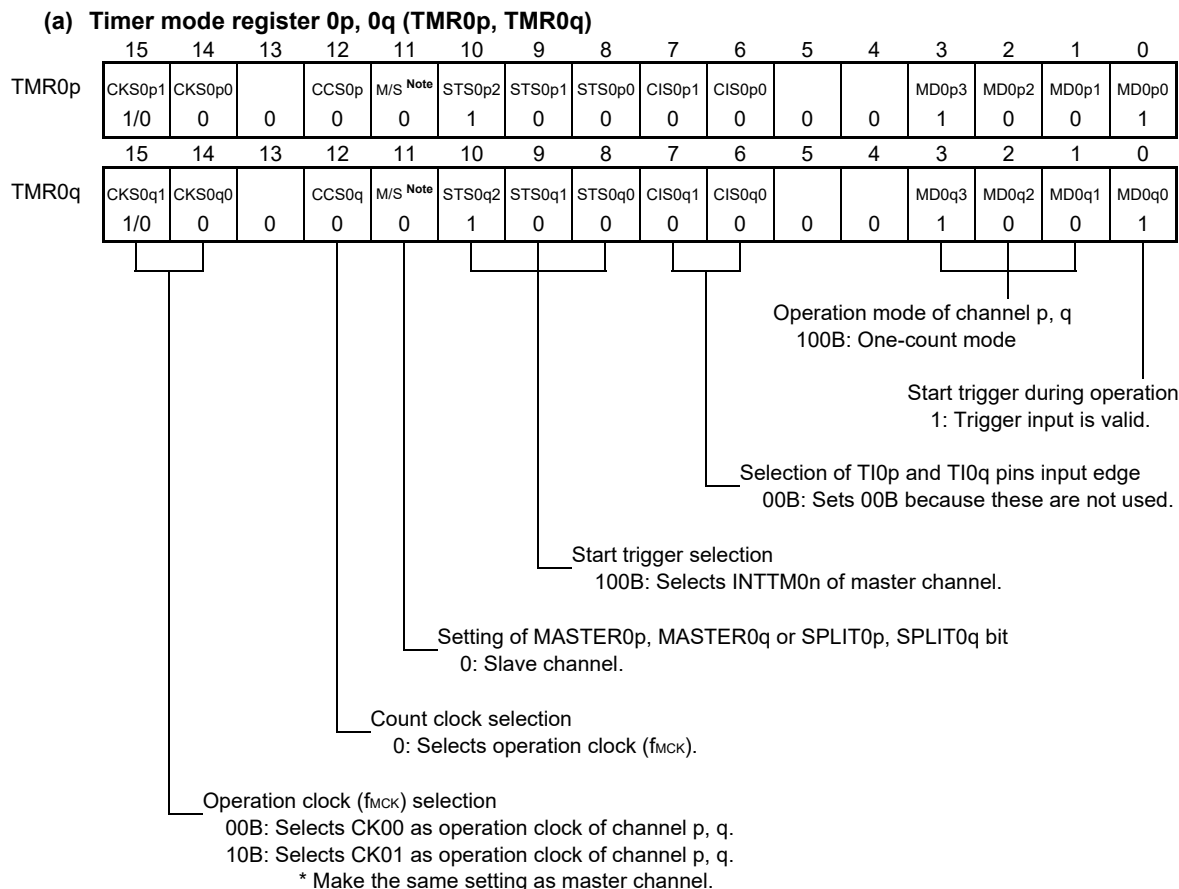 (a) Timer mode register 0p, 0q (TMR0p, TMR0q)
15 14 13 12 11 10 9 8 7 6 5 4 3 2 1 0
TMR0p CKS0p1 CKS0p0 CCS0p M/S Note STS0p2 STS0p1 STS0p0 CIS0p1 CIS0p0 MD0p3 MD0p2 MD0p1 MD0p0
1/0 0 0 0 0 1 0 0 0 0 0 0 1 0 0 1
15 14 13 12 11 10 9 8 7 6 5 4 3 2 1 0
TMR0q CKS0q1 CKS0q0 CCS0q M/S Note STS0q2 STS0q1 STS0q0 CIS0q1 CIS0q0 MD0q3 MD0q2 MD0q1 MD0q0
1/0 0 0 0 0 1 0 0 0 0 0 0 1 0 0 1
Operation mode of channel p, q
100B: One-count mode
Start trigger during operation
1: Trigger input is valid.
Selection of TI0p and TI0q pins input edge
00B: Sets 00B because these are not used.
Start trigger selection
100B: Selects INTTM0n of master channel.
Setting of MASTER0p, MASTER0q or SPLIT0p, SPLIT0q bit
0: Slave channel.
Count clock selection
0: Selects operation clock (fMCK).
Operation clock (fMCK) selection
00B: Selects CK00 as operation clock of channel p, q.
10B: Selects CK01 as operation clock of channel p, q.
* Make the same setting as master channel.